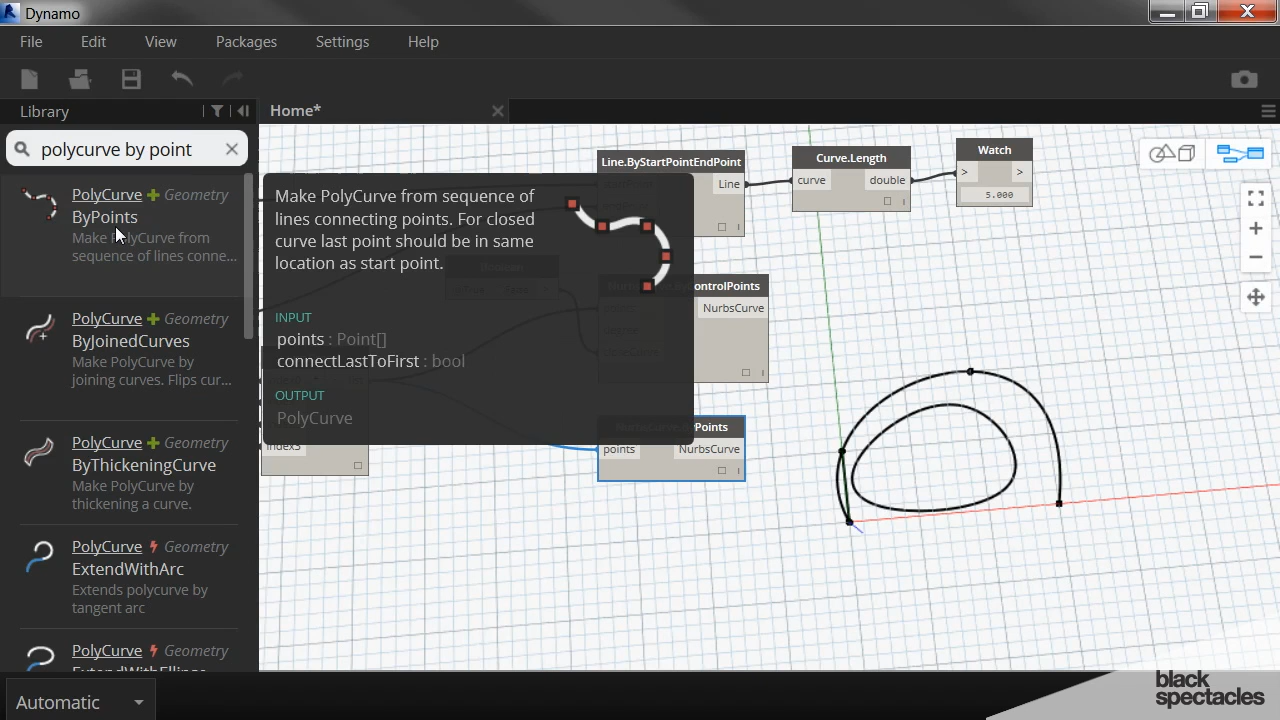 Dynamo
File Edit View Packages Settings Help
Library
Home*
polycurve by point
PolyCurve Geometry
ByPoints
Make PolyCurve from
sequence of lines conne...
PolyCurve Geometry
ByJoinedCurves
Make PolyCurve by
joining curves. Flips cur...
PolyCurve Geometry
ByThickeningCurve
Make PolyCurve by
thickening a curve.
PolyCurve Geometry
ExtendWithArc
Extends polycurve by
tangent arc
PolyCurve Geometry
Automatic
Make PolyCurve from sequence of
lines connecting points. For closed
curve last point should be in same
location as start point.
INPUT
points : Point[]
connectLastToFirst : bool
OUTPUT
PolyCurve
Line.ByStartPointEndPoint
Line
Curve.Length
curve double
Watch
> >
5.000
ControlPoints
NurbsCurve
Points
points NurbsCurve
index3
black
spectacles